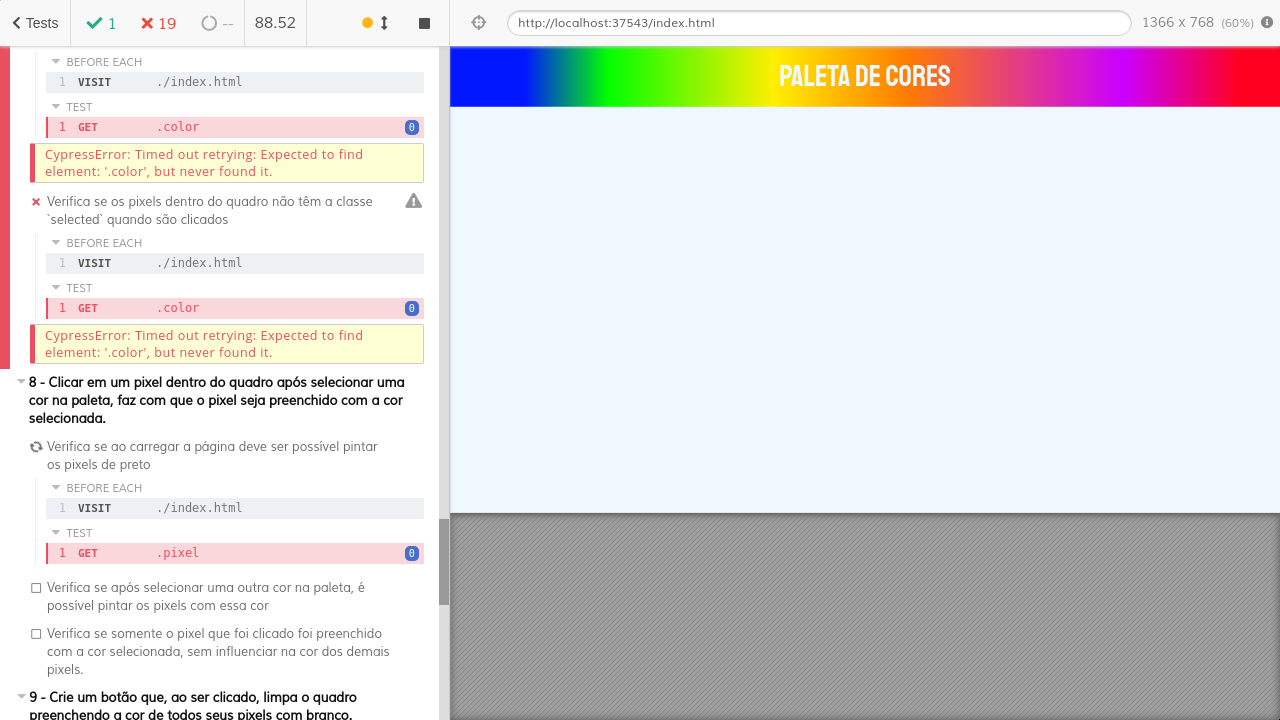 Tests
1
19
--
88.52
http://localhost:37543/index.html
1366 x 768 (60%)
BEFORE EACH
1 VISIT ./index.html
TEST
1 GET .color 0
CypressError: Timed out retrying: Expected to find
element: '.color', but never found it.
Verifica se os pixels dentro do quadro não têm a classe
`selected` quando são clicados
BEFORE EACH
1 VISIT ./index.html
TEST
1 GET .color 0
CypressError: Timed out retrying: Expected to find
element: '.color', but never found it.
8 - Clicar em um pixel dentro do quadro após selecionar uma
cor na paleta, faz com que o pixel seja preenchido com a cor
selecionada.
Verifica se ao carregar a página deve ser possível pintar
os pixels de preto
BEFORE EACH
1 VISIT ./index.html
TEST
1 GET .pixel 0
Verifica se após selecionar uma outra cor na paleta, é
possível pintar os pixels com essa cor
Verifica se somente o pixel que foi clicado foi preenchido
com a cor selecionada, sem influenciar na cor dos demais
pixels.
9 - Crie um botão que, ao ser clicado, limpa o quadro
preenchendo a cor de todos seus pixels com branco.
PALETA DE CORES